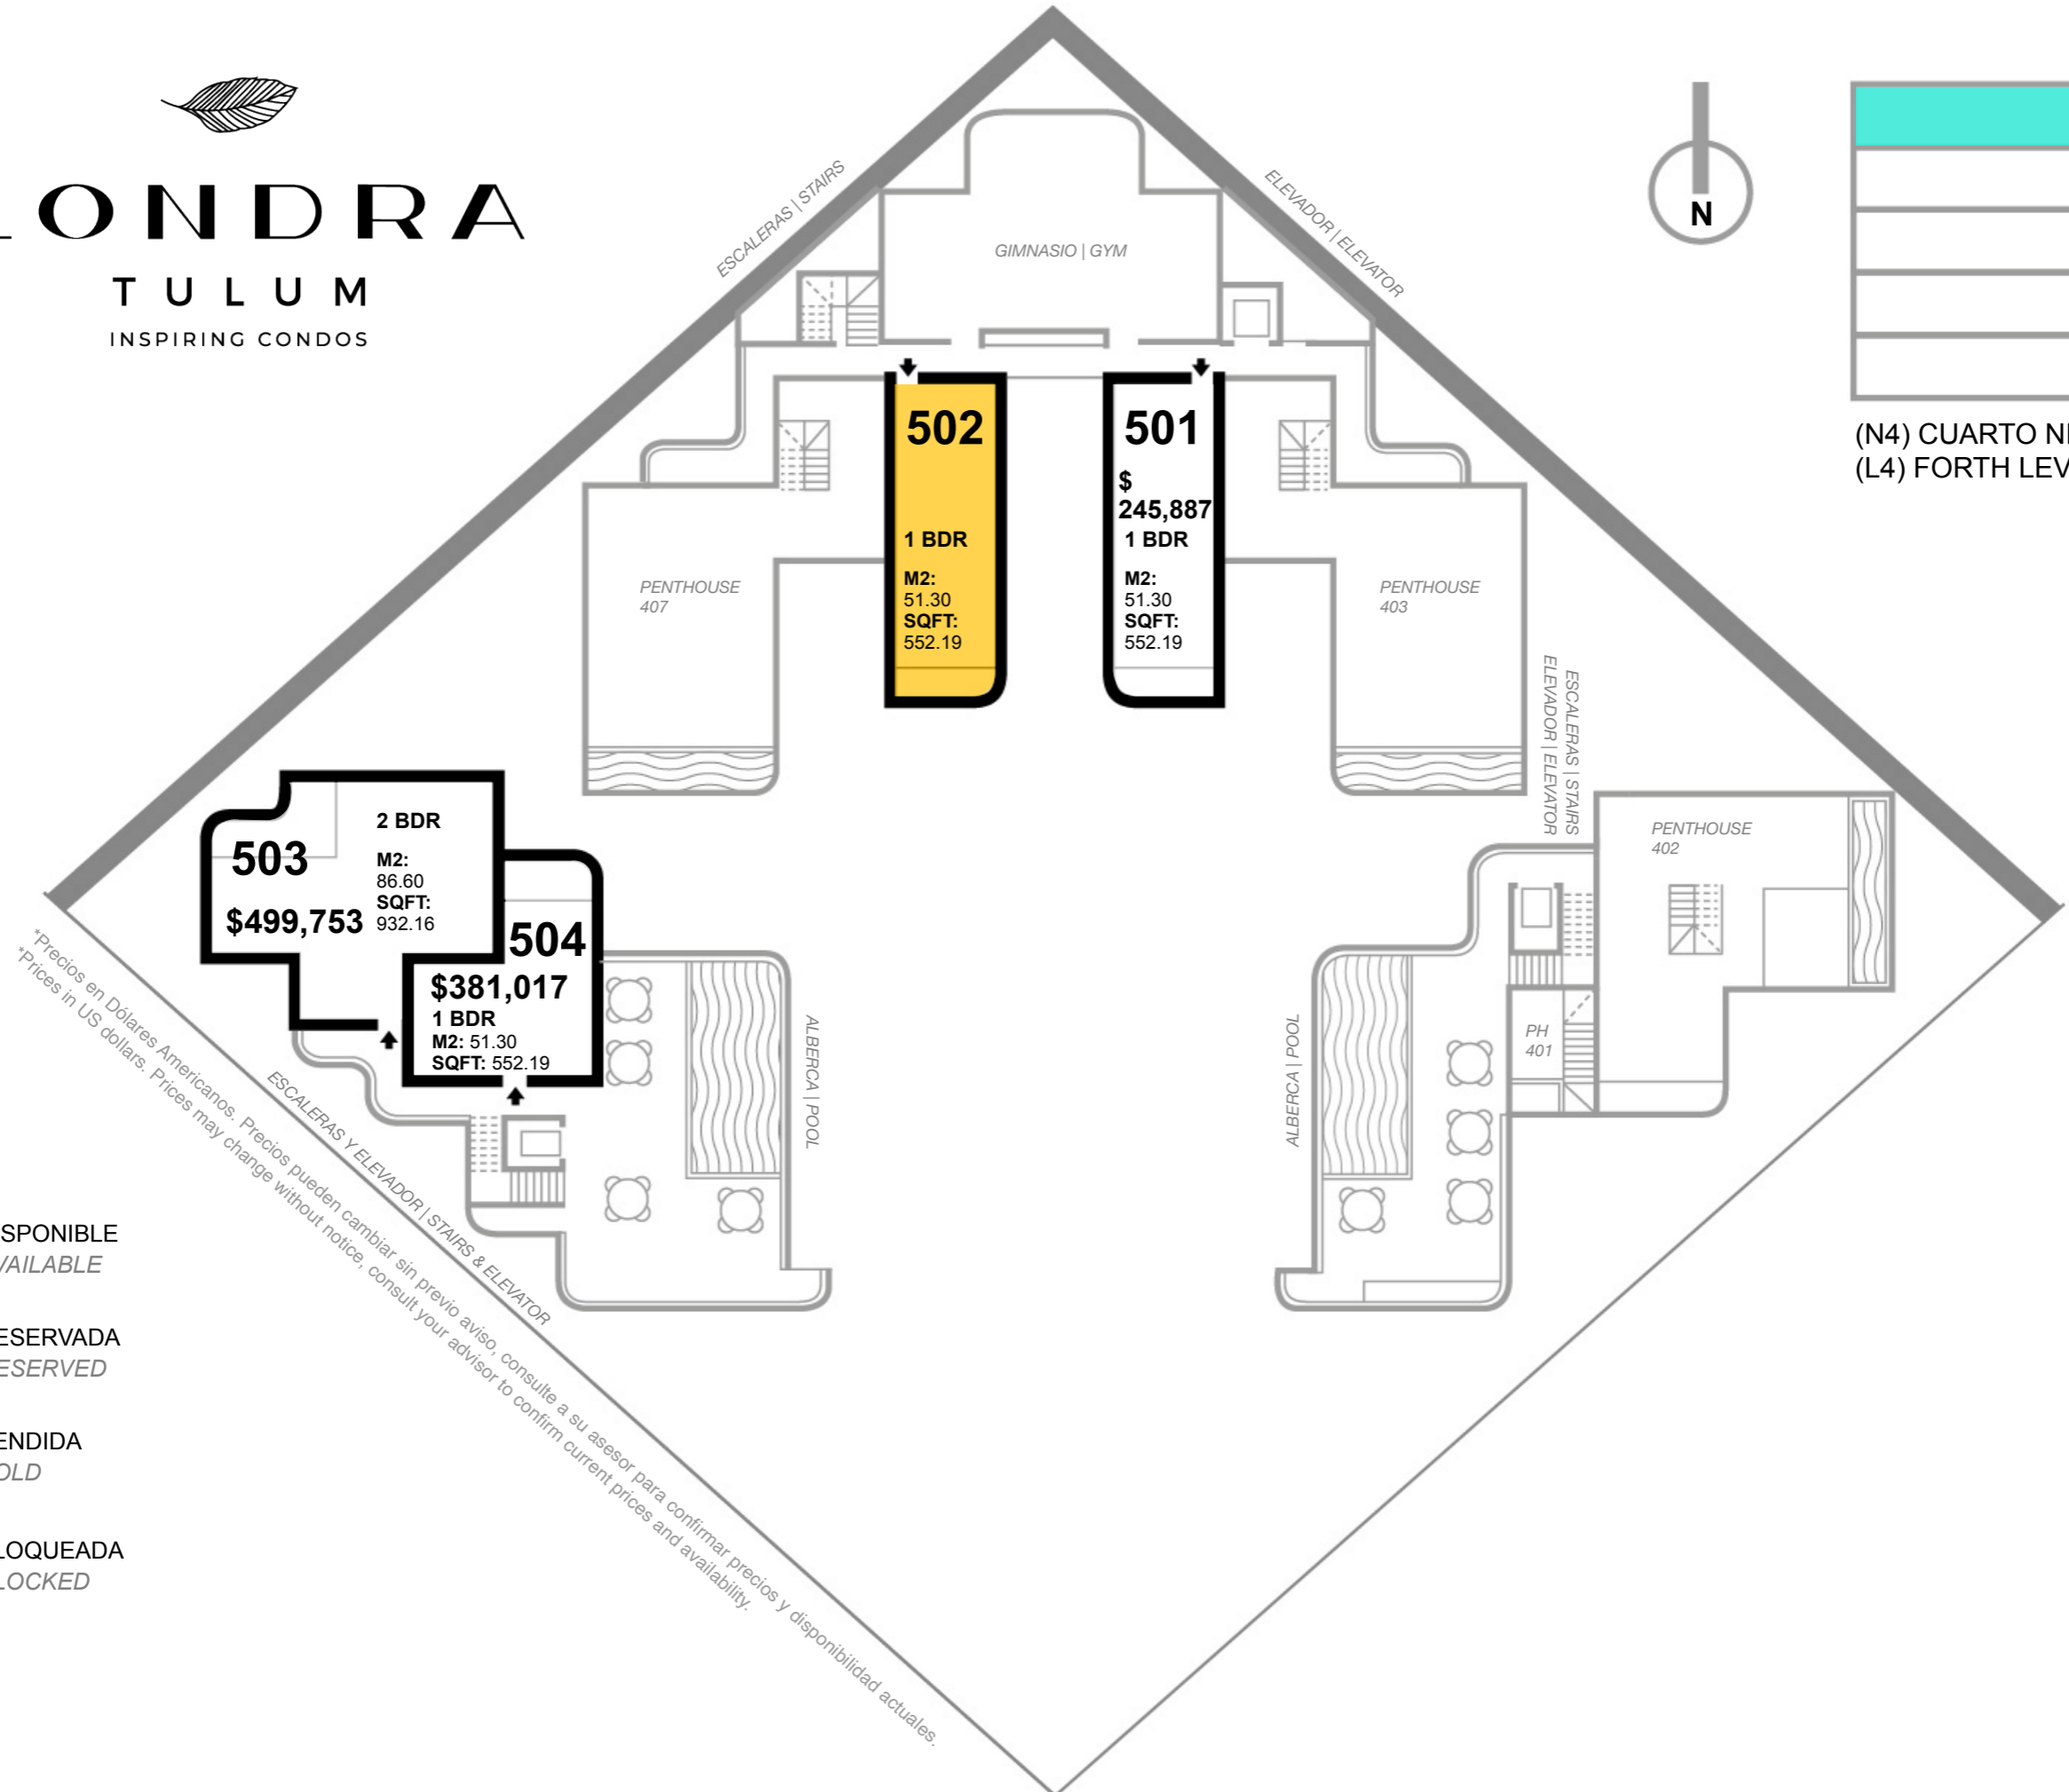 LONDRA
TULUM
INSPIRING CONDOS
ESCALERAS | STAIRS
ELEVADOR | ELEVATOR
GIMNASIO | GYM
N
(N4) CUARTO NI
(L4) FORTH LEV
502
1 BDR
M2:
51.30
SQFT:
552.19
501
$
245,887
1 BDR
M2:
51.30
SQFT:
552.19
PENTHOUSE
407
PENTHOUSE
403
ESCALERAS | STAIRS
ELEVADOR | ELEVATOR
PENTHOUSE
402
503
$499,753
2 BDR
M2:
86.60
SQFT:
932.16
504
$381,017
1 BDR
M2: 51.30
SQFT: 552.19
ALBERCA | POOL
ALBERCA | POOL
PH
401
ESCALERAS Y ELEVADOR | STAIRS & ELEVATOR
*Precios en Dólares Americanos. Precios pueden cambiar sin previo aviso, consulte a su asesor para confirmar precios y disponibilidad actuales.
*Prices in US dollars. Prices may change without notice, consult your advisor to confirm current prices and availability.
SPONIBLE
VAILABLE
ESERVADA
ESERVED
ENDIDA
OLD
LOQUEADA
LOCKED